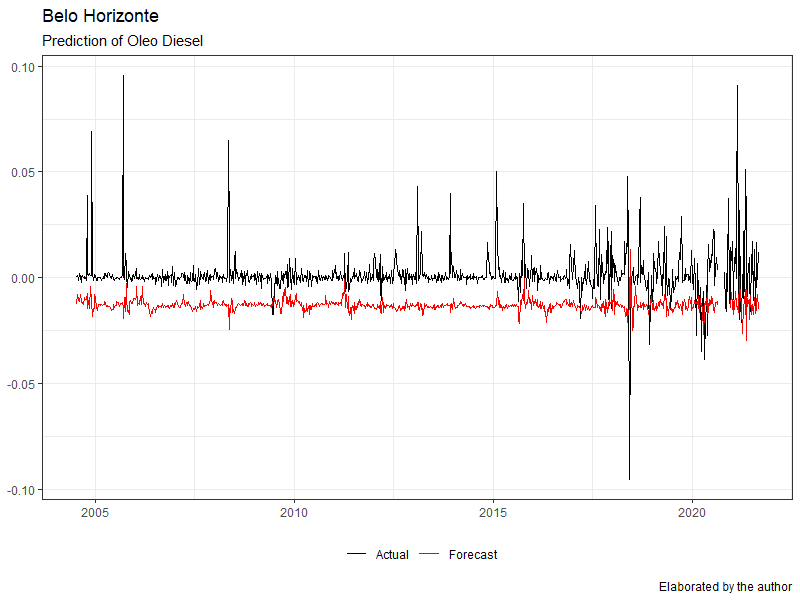 Belo Horizonte
Prediction of Oleo Diesel
0.10
0.05
0.00
-0.05
-0.10
2005 2010 2015 2020
Actual Forecast
Elaborated by the author